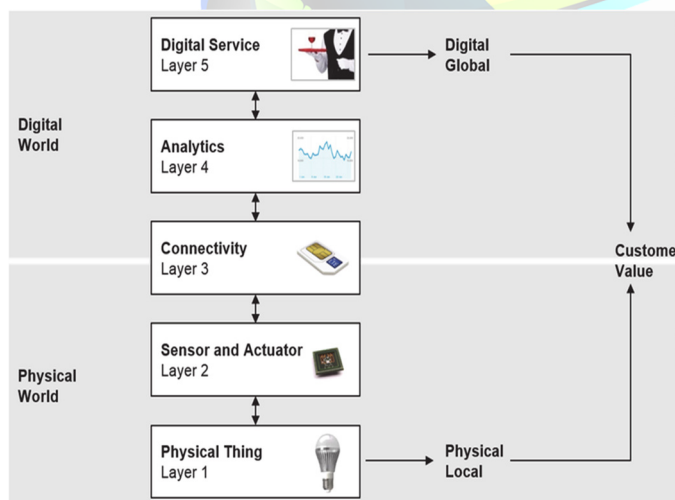 Digital Service
Layer 5
Digital
Global
Digital
World
Analytics
Layer 4
Connectivity
Layer 3
Custome
Value
Sensor and Actuator
Layer 2
Physical
World
Physical Thing
Layer 1
Physical
Local